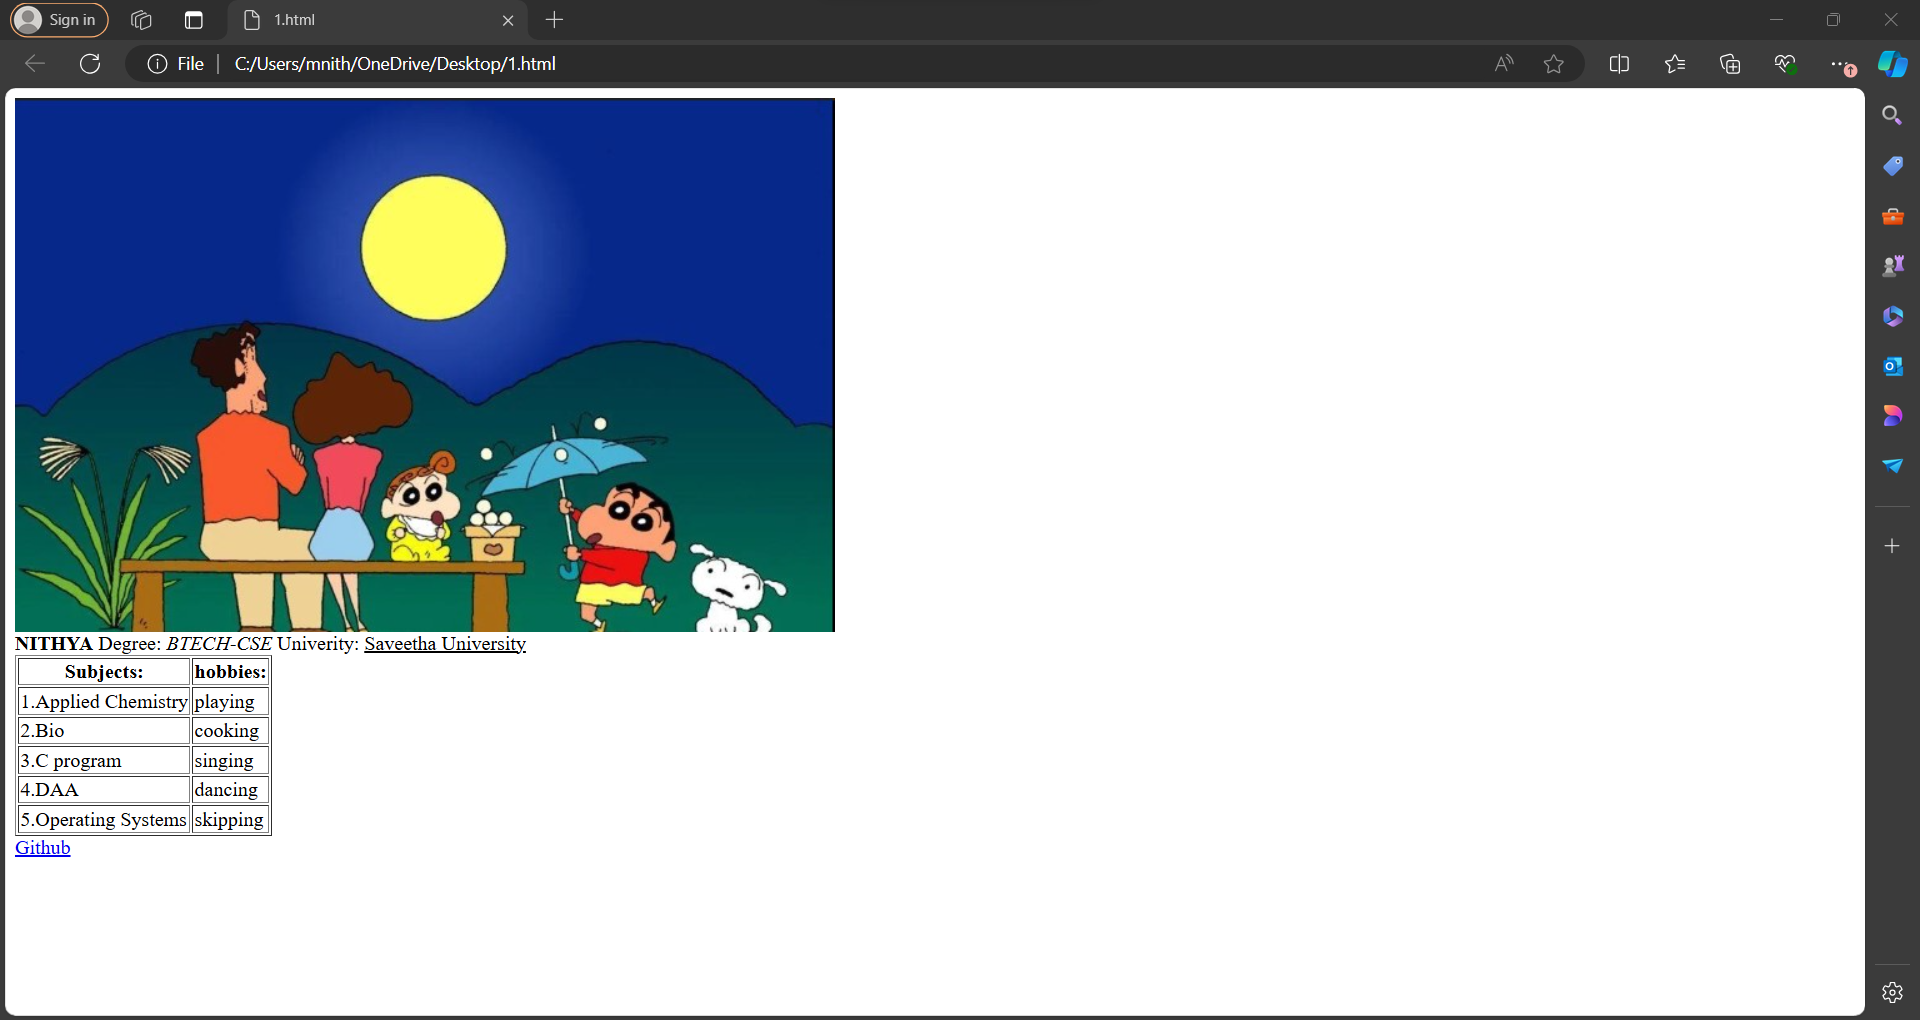 Sign in
1.html
File
C:/Users/mnith/OneDrive/Desktop/1.html
NITHYA Degree: BTECH-CSE Univerity: Saveetha University
Subjects: hobbies:
1.Applied Chemistry playing
2.Bio cooking
3.C program singing
4.DAA dancing
5.Operating Systems skipping
Github